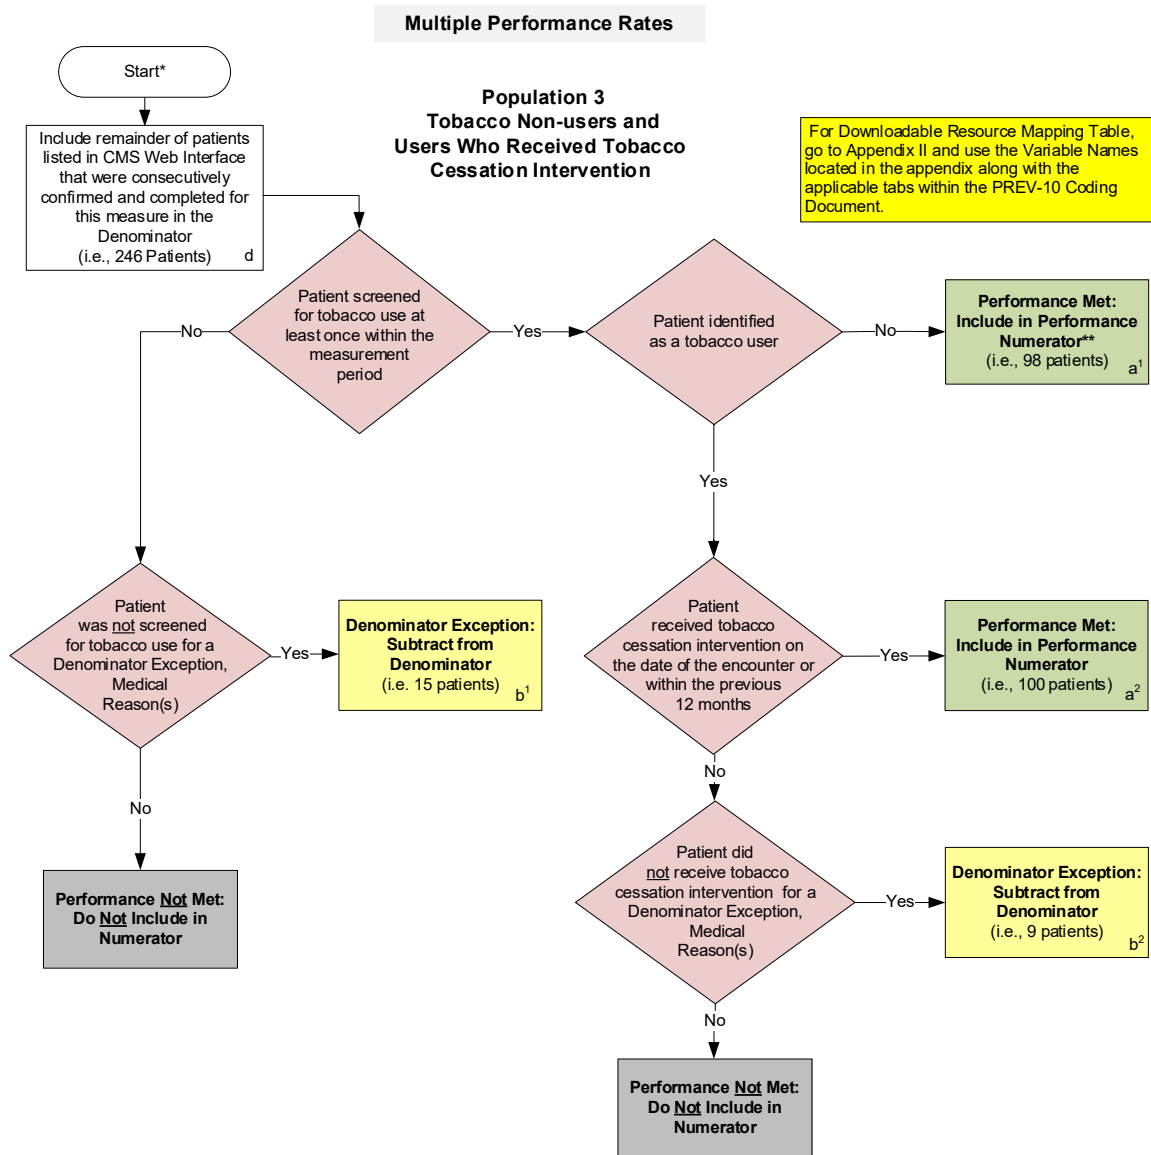 Multiple Performance Rates
Start*
Population 3
Tobacco Non-users and
Users Who Received Tobacco
Cessation Intervention
For Downloadable Resource Mapping Table,
go to Appendix II and use the Variable Names
located in the appendix along with the
applicable tabs within the PREV-10 Coding
Document.
Include remainder of patients
listed in CMS Web Interface
that were consecutively
confirmed and completed for
this measure in the
Denominator
(i.e., 246 Patients)
d
Patient screened
for tobacco use at
least once within the
measurement
period
No
Yes
Patient identified
as a tobacco user
No
Performance Met:
Include in Performance
Numerator**
(i.e., 98 patients)
a¹
Yes
Patient
was not screened
for tobacco use for a
Denominator Exception,
Medical
Reason(s)
Yes
Denominator Exception:
Subtract from
Denominator
(i.e. 15 patients)
b¹
Patient
received tobacco
cessation intervention on
the date of the encounter or
within the previous
12 months
Yes
Performance Met:
Include in Performance
Numerator
(i.e., 100 patients)
a²
No
No
Performance Not Met:
Do Not Include in
Numerator
Patient did
not receive tobacco
cessation intervention for a
Denominator Exception,
Medical
Reason(s)
Yes
Denominator Exception:
Subtract from
Denominator
(i.e., 9 patients)
b²
No
Performance Not Met:
Do Not Include in
Numerator